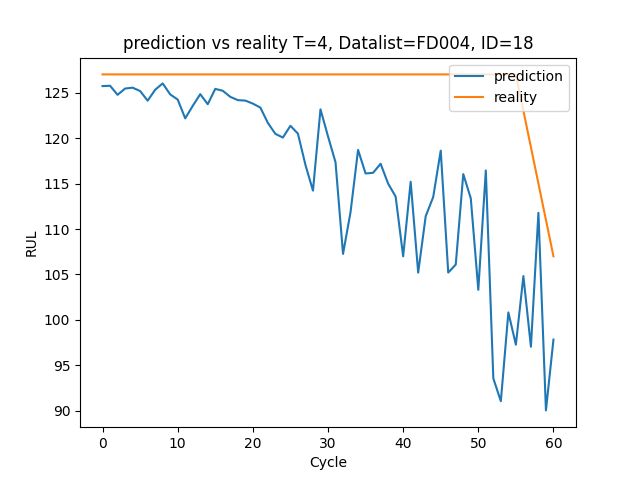 prediction vs reality T=4, Datalist=FD004, ID=18
prediction
reality
RUL
125
120
115
110
105
100
95
90
0 10 20 30 40 50 60
Cycle